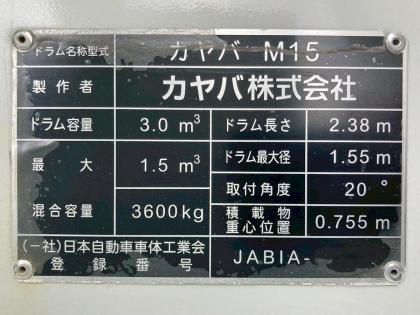 ドラム名称型式 カヤバ M15
製作者 カヤバ株式会社
ドラム容量 3.0 m³ ドラム長さ 2.38 m
最大 1.5 m³ ドラム最大径 1.55 m
混合容量 3600kg 取付角度 20°
積載物重心位置 0.755 m
(一社)日本自動車車体工業会
登録番号 JABIA-